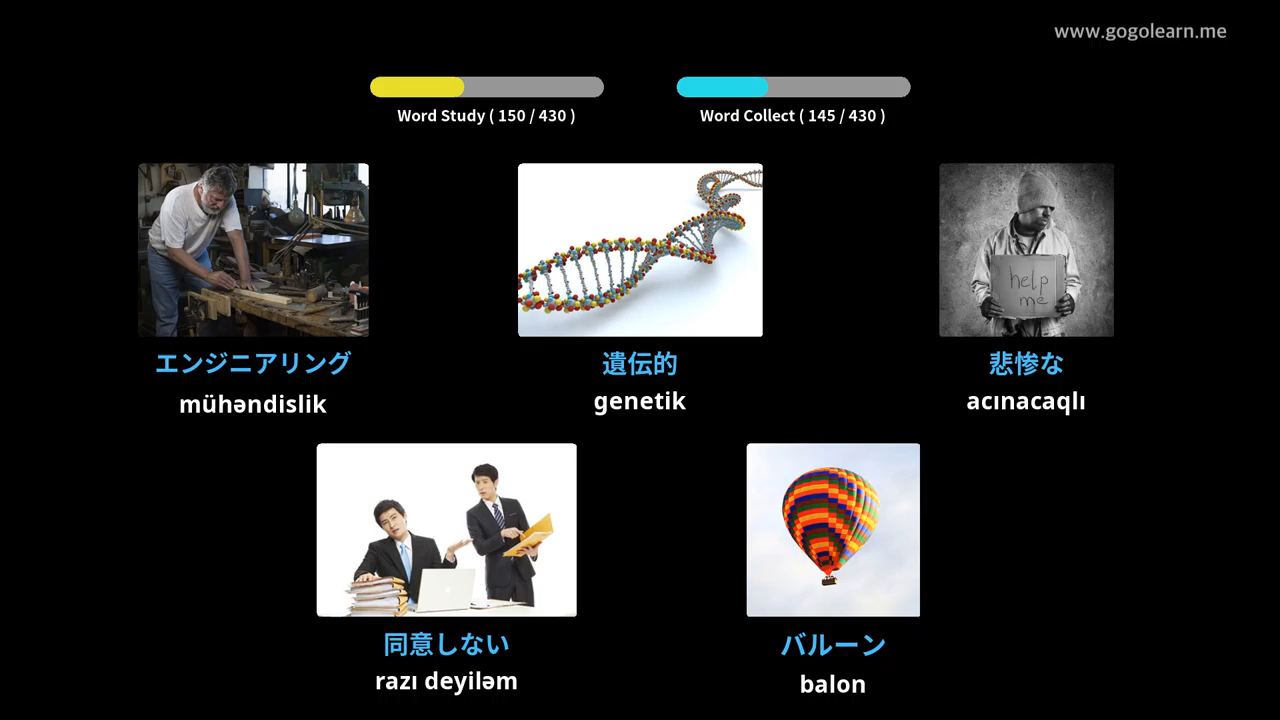 www.gogolearn.me
Word Study ( 150 / 430 )
Word Collect ( 145 / 430 )
help
me
エンジニアリング
mühəndislik
遺伝的
genetik
悲惨な
acınacaqlı
同意しない
razı deyiləm
バルーン
balon